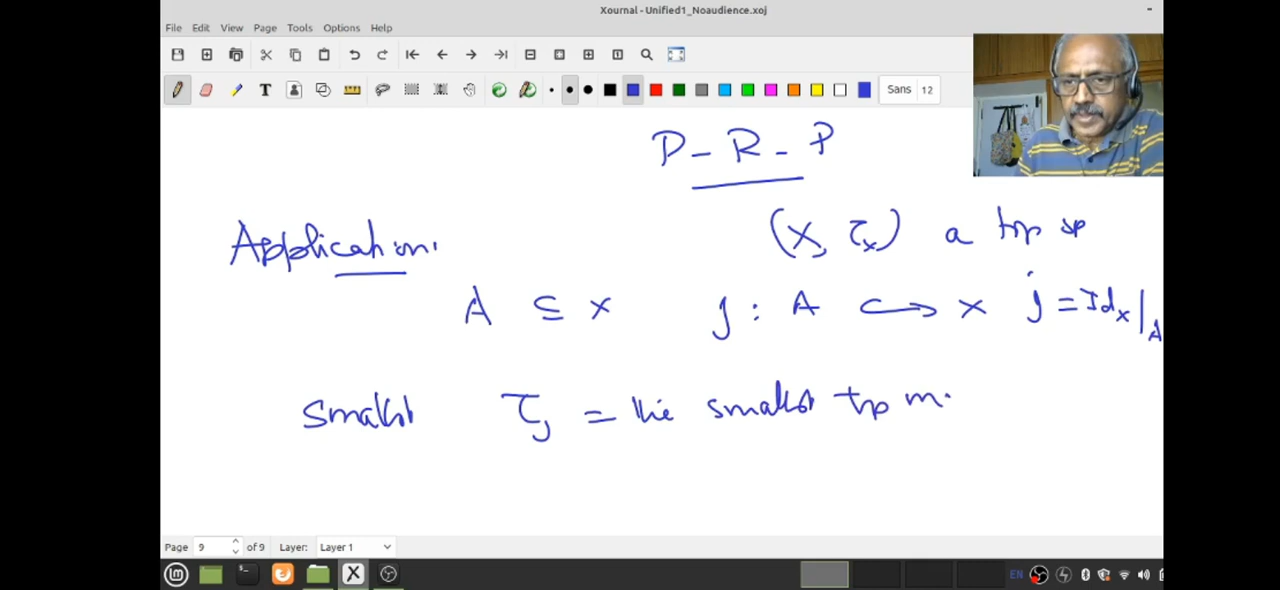 Xournal - Unified1_Noaudience.xoj
File Edit View Page Tools Options Help
Sans 12
P - R - P
Application. (X, τx) a top sp
A ⊆ X j : A ↪ X j = Idx|A
Smallest τj = the smallest top m.
Page 9 of 9 Layer: Layer 1
EN